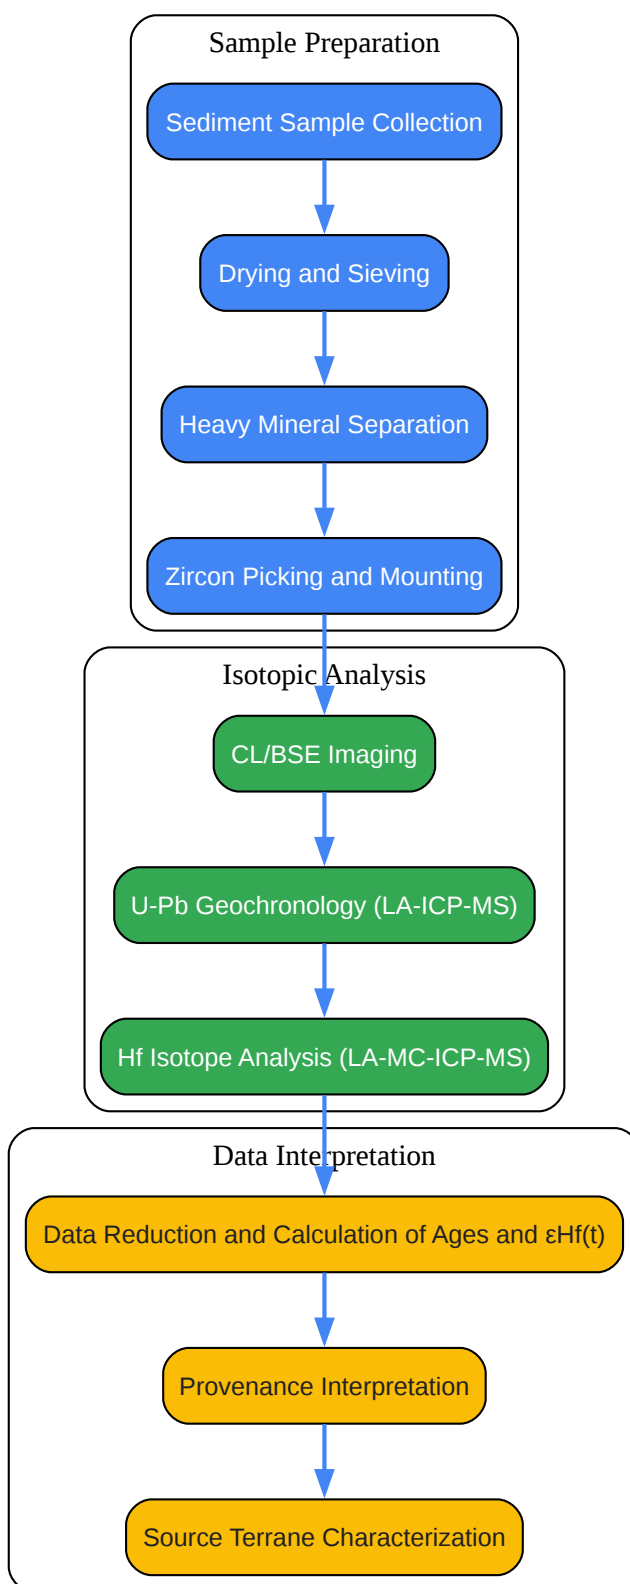 Sample Preparation
Sediment Sample Collection
Drying and Sieving
Heavy Mineral Separation
Zircon Picking and Mounting
Isotopic Analysis
CL/BSE Imaging
U-Pb Geochronology (LA-ICP-MS)
Hf Isotope Analysis (LA-MC-ICP-MS)
Data Interpretation
Data Reduction and Calculation of Ages and εHf(t)
Provenance Interpretation
Source Terrane Characterization